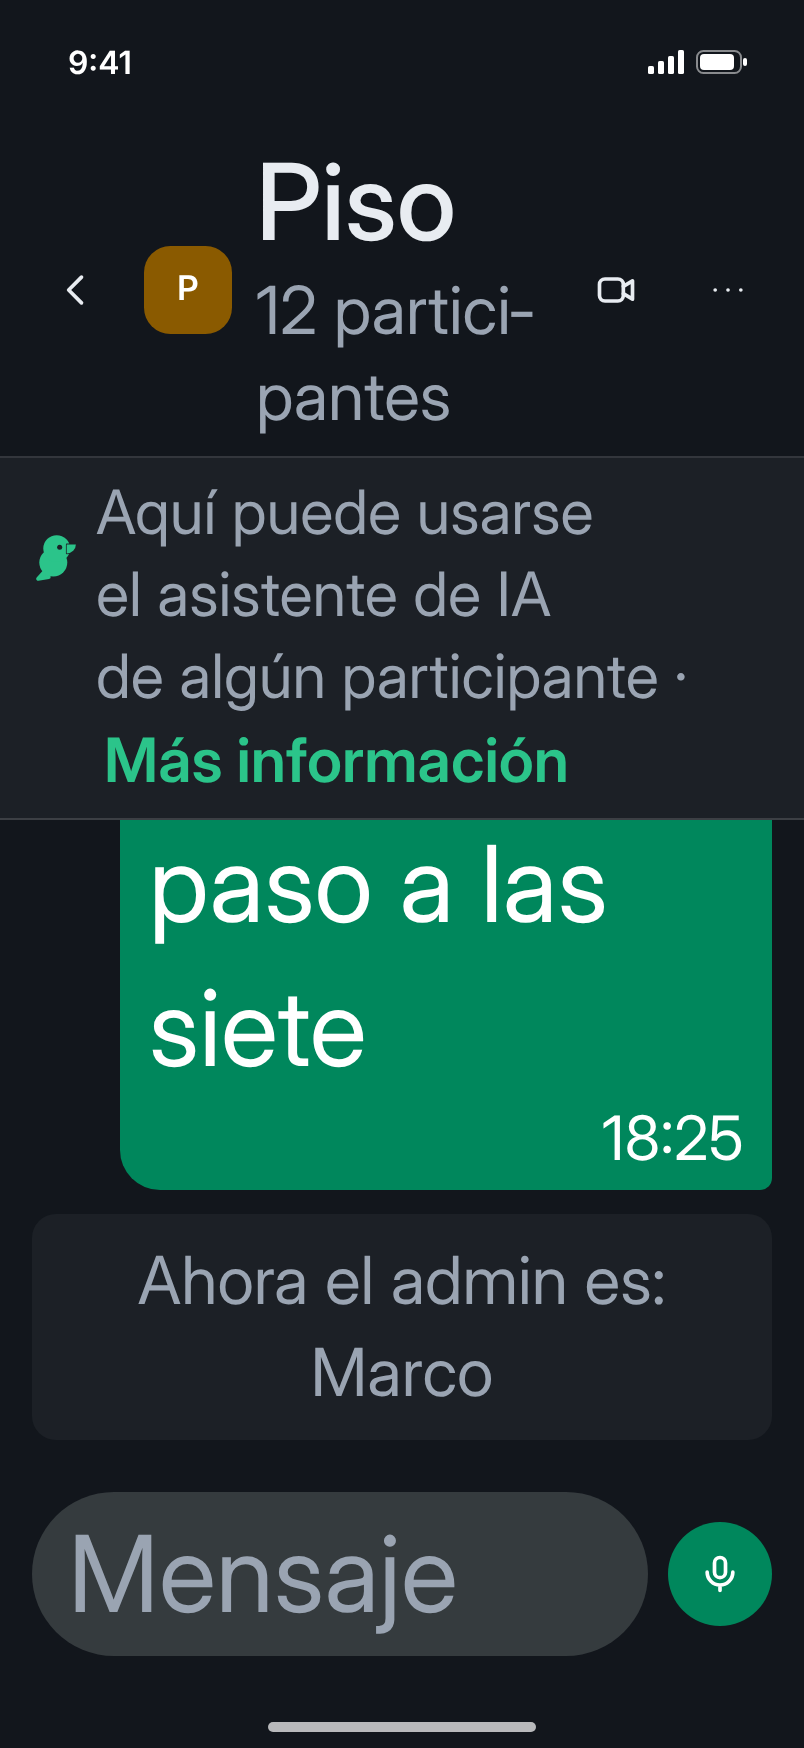 9:41
Piso
P
12 partici-
pantes
Aquí puede usarse
el asistente de IA
de algún participante ·
Más información
paso a las
siete
18:25
Ahora el admin es:
Marco
Mensaje